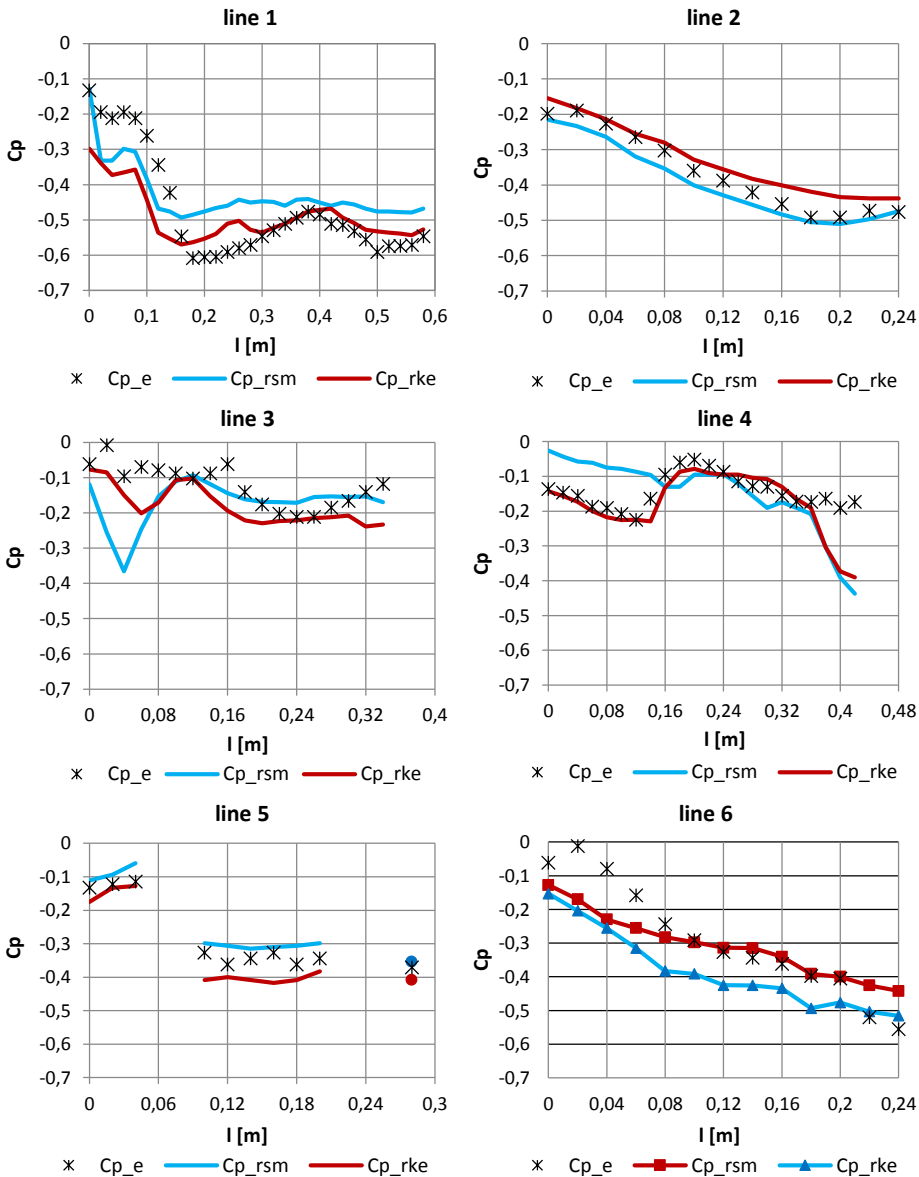 line 1
0
-0,1
-0,2
-0,3
-0,4
-0,5
-0,6
-0,7
Cp
0 0,1 0,2 0,3 0,4 0,5 0,6
l [m]
Cp_e Cp_rsm Cp_rke
line 2
0
-0,1
-0,2
-0,3
-0,4
-0,5
-0,6
-0,7
0 0,04 0,08 0,12 0,16 0,2 0,24
l [m]
Cp_e Cp_rsm Cp_rke
line 3
0
-0,1
-0,2
-0,3
-0,4
-0,5
-0,6
-0,7
Cp
0 0,08 0,16 0,24 0,32 0,4
l [m]
Cp_e Cp_rsm Cp_rke
line 4
0
-0,1
-0,2
-0,3
-0,4
-0,5
-0,6
-0,7
Cp
0 0,08 0,16 0,24 0,32 0,4 0,48
l [m]
Cp_e Cp_rsm Cp_rke
line 5
0
-0,1
-0,2
-0,3
-0,4
-0,5
-0,6
-0,7
0 0,06 0,12 0,18 0,24 0,3
l [m]
Cp_e Cp_rsm Cp_rke
line 6
0
-0,1
-0,2
-0,3
-0,4
-0,5
-0,6
-0,7
0 0,04 0,08 0,12 0,16 0,2 0,24
l [m]
Cp_e Cp_rsm Cp_rke